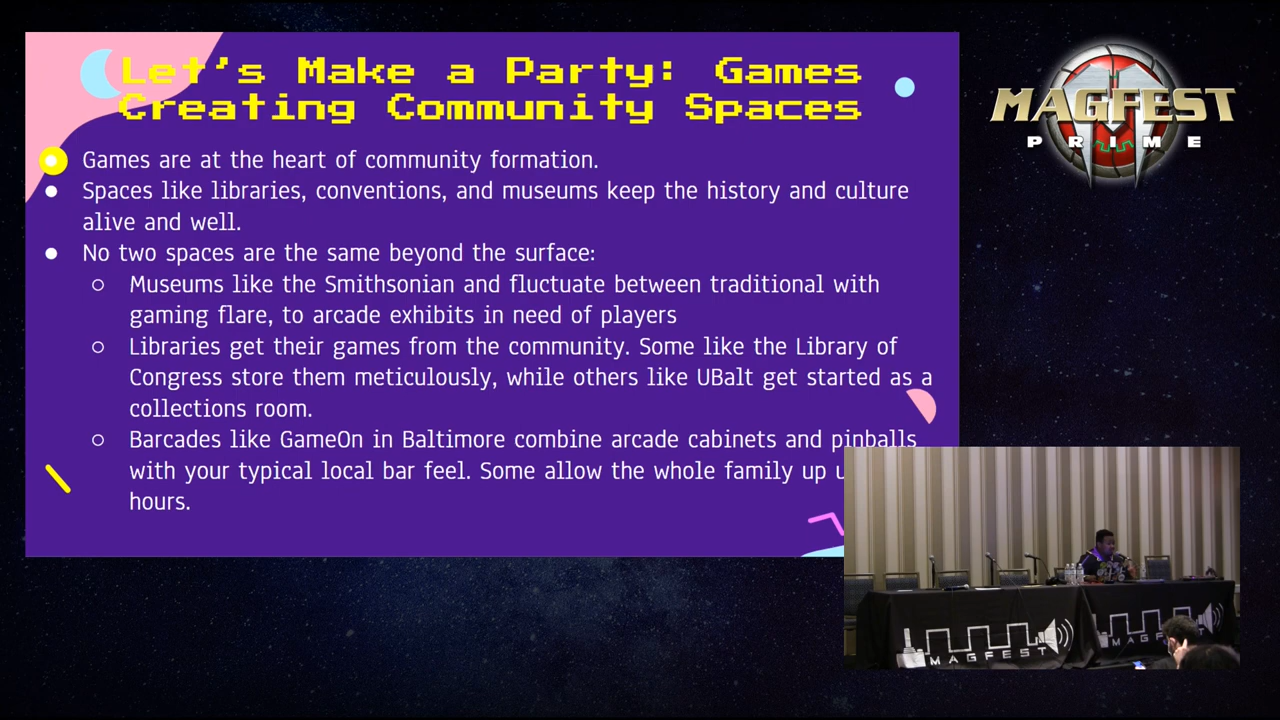 Let's Make a Party: Games
Creating Community Spaces
Games are at the heart of community formation.
Spaces like libraries, conventions, and museums keep the history and culture
alive and well.
No two spaces are the same beyond the surface:
Museums like the Smithsonian and fluctuate between traditional with
gaming flare, to arcade exhibits in need of players
Libraries get their games from the community. Some like the Library of
Congress store them meticulously, while others like UBalt get started as a
collections room.
Barcades like GameOn in Baltimore combine arcade cabinets and pinballs
with your typical local bar feel. Some allow the whole family up
hours.
MAGFEST
PRIME
MAGFEST
MAGFEST